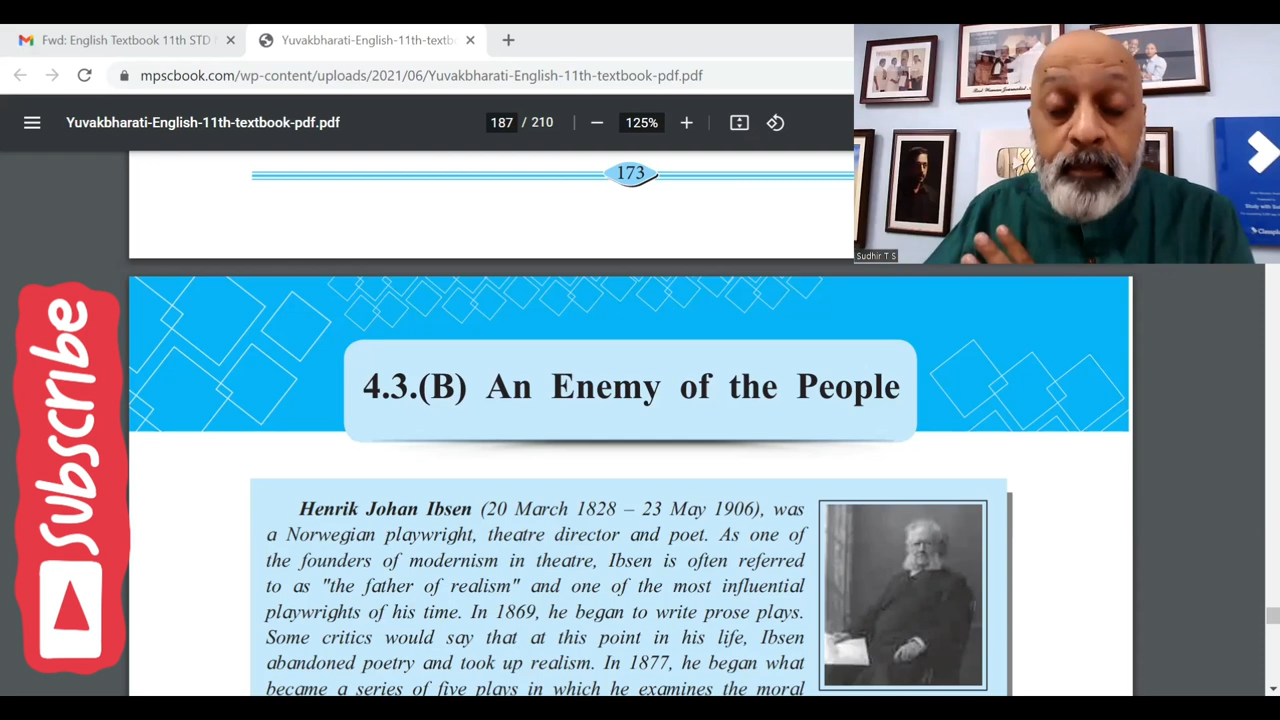 Fwd: English Textbook 11th STD
Yuvakbharati-English-11th-textb
mpscbook.com/wp-content/uploads/2021/06/Yuvakbharati-English-11th-textbook-pdf.pdf
Yuvakbharati-English-11th-textbook-pdf.pdf
187 / 210
125%
173
Sudhir T S
Subscribe
4.3.(B) An Enemy of the People
Henrik Johan Ibsen (20 March 1828 – 23 May 1906), was
a Norwegian playwright, theatre director and poet. As one of
the founders of modernism in theatre, Ibsen is often referred
to as "the father of realism" and one of the most influential
playwrights of his time. In 1869, he began to write prose plays.
Some critics would say that at this point in his life, Ibsen
abandoned poetry and took up realism. In 1877, he began what
became a series of five plays in which he examines the moral